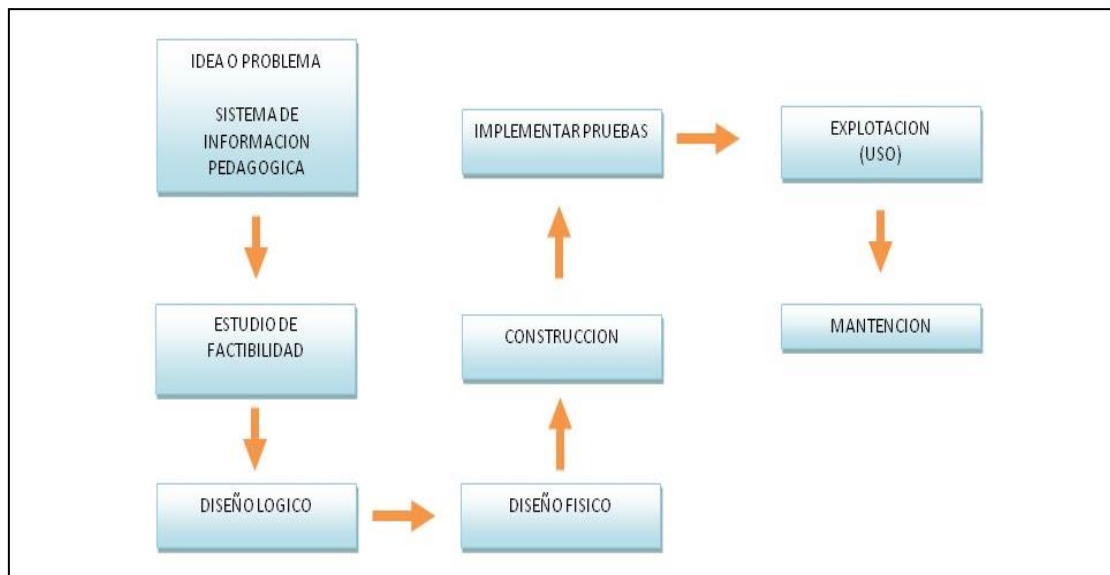 IDEA O PROBLEMA
SISTEMA DE
INFORMACION
PEDAGOGICA
ESTUDIO DE
FACTIBILIDAD
DISEÑO LOGICO
DISEÑO FISICO
CONSTRUCCION
IMPLEMENTAR PRUEBAS
EXPLOTACION
(USO)
MANTENCION